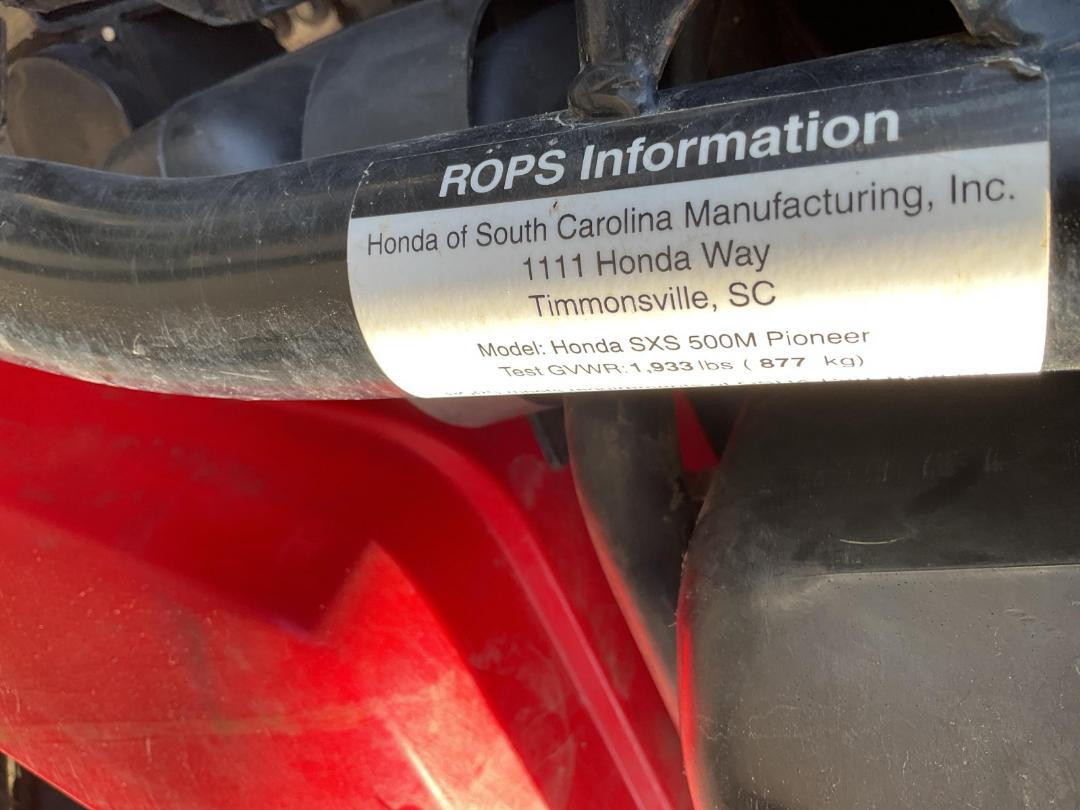 ROPS Information
Honda of South Carolina Manufacturing, Inc.
1111 Honda Way
Timmonsville, SC
Model: Honda SXS 500M Pioneer
Test GVWR: 1,933 lbs ( 877 kg)